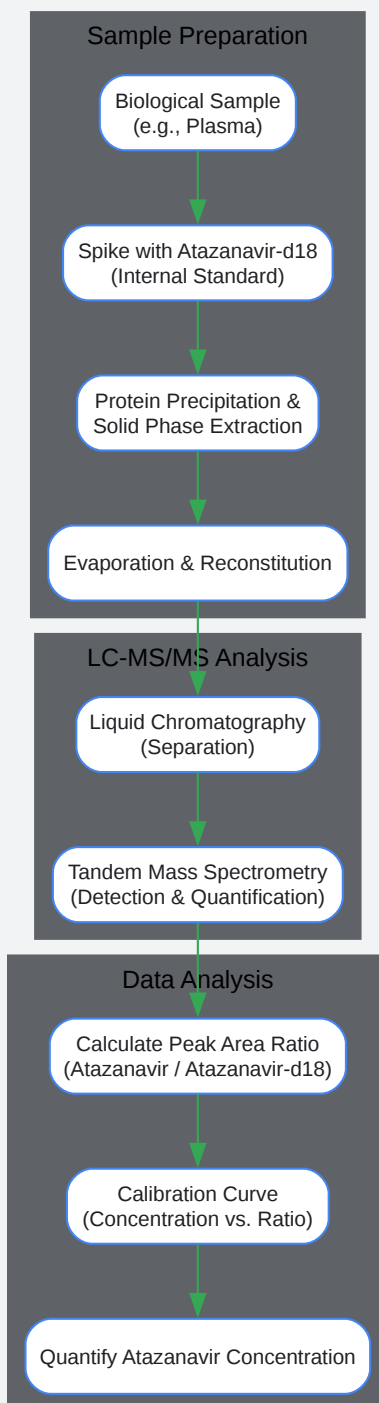 Sample Preparation
Biological Sample
(e.g., Plasma)
Spike with Atazanavir-d18
(Internal Standard)
Protein Precipitation &
Solid Phase Extraction
Evaporation & Reconstitution
LC-MS/MS Analysis
Liquid Chromatography
(Separation)
Tandem Mass Spectrometry
(Detection & Quantification)
Data Analysis
Calculate Peak Area Ratio
(Atazanavir / Atazanavir-d18)
Calibration Curve
(Concentration vs. Ratio)
Quantify Atazanavir Concentration